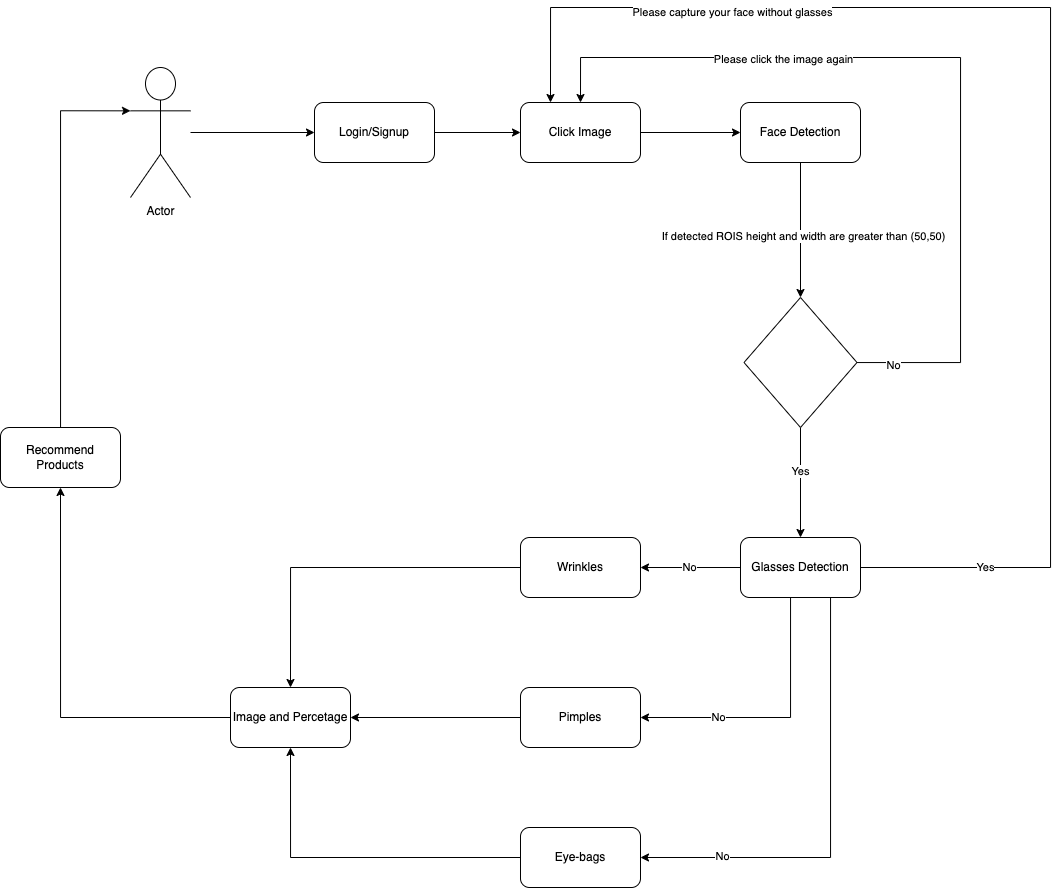 Please capture your face without glasses
Please click the image again
Login/Signup
Click Image
Face Detection
Actor
If detected ROIS height and width are greater than (50,50)
No
Recommend
Products
Yes
Wrinkles
No
Glasses Detection
Yes
Image and Percetage
Pimples
No
Eye-bags
No